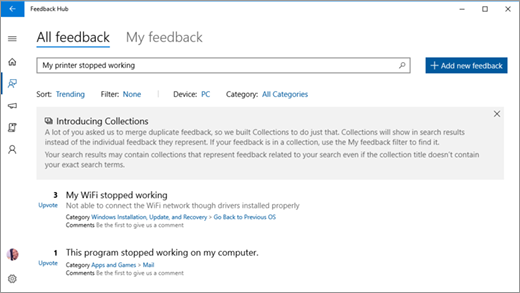 Feedback Hub
All feedback My feedback
My printer stopped working
+ Add new feedback
Sort: Trending Filter: None Device: PC Category: All Categories
Introducing Collections
A lot of you asked us to merge duplicate feedback, so we built Collections to do just that. Collections will show in search results
instead of the individual feedback they represent. If your feedback is in a collection, use the My feedback filter to find it.
Your search results may contain collections that represent feedback related to your search even if the collection title doesn't contain
your exact search terms.
3 My WiFi stopped working
Upvote Not able to connect the WiFi network though drivers installed properly
Category Windows Installation, Update, and Recovery > Go Back to Previous OS
Comments Be the first to give us a comment
1 This program stopped working on my computer.
Upvote Category Apps and Games > Mail
Comments Be the first to give us a comment